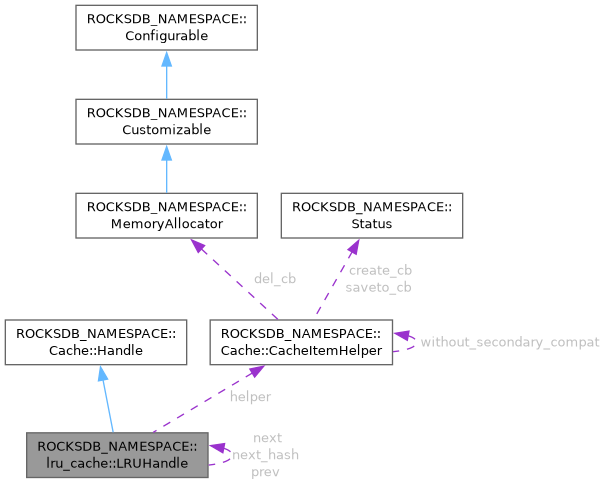 ROCKSDB_NAMESPACE::
Configurable
ROCKSDB_NAMESPACE::
Customizable
ROCKSDB_NAMESPACE::
MemoryAllocator
ROCKSDB_NAMESPACE::
Status
del_cb
create_cb
saveto_cb
ROCKSDB_NAMESPACE::
Cache::Handle
ROCKSDB_NAMESPACE::
Cache::CacheItemHelper
without_secondary_compat
helper
ROCKSDB_NAMESPACE::
lru_cache::LRUHandle
next
next_hash
prev